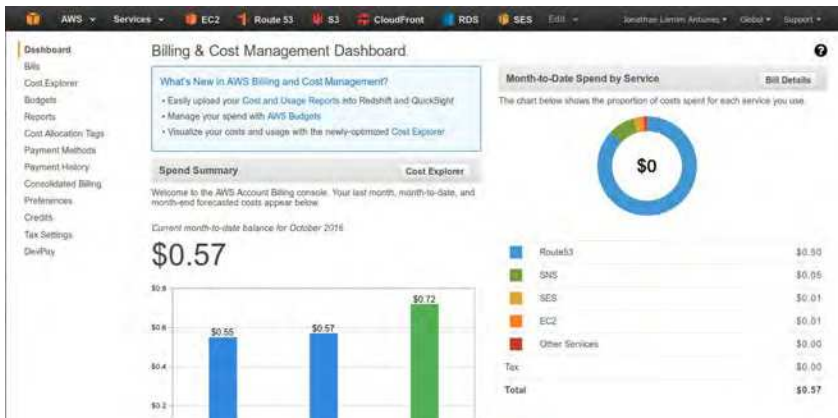 AWS Services EC2 Route 53 S3 CloudFront RDS SES Edit Jonathan Lamim Antunes Global Support
Dashboard
Bills
Cost Explorer
Budgets
Reports
Cost Allocation Tags
Payment Methods
Payment History
Consolidated Billing
Preferences
Credits
Tax Settings
DevPay
Billing & Cost Management Dashboard
What's New in AWS Billing and Cost Management?
• Easily upload your Cost and Usage Reports into Redshift and QuickSight
• Manage your spend with AWS Budgets
• Visualize your costs and usage with the newly-optimized Cost Explorer
Spend Summary Cost Explorer
Welcome to the AWS Account Billing console. Your last month, month-to-date, and
month-end forecasted costs appear below.
Current month-to-date balance for October 2016
$0.57
$0.8
$0.6
$0.4
$0.2
$0.55
$0.57
$0.72
Month-to-Date Spend by Service Bill Details
The chart below shows the proportion of costs spent for each service you use.
$0
Route53 $0.50
SNS $0.05
SES $0.01
EC2 $0.01
Other Services $0.00
Tax $0.00
Total $0.57
?